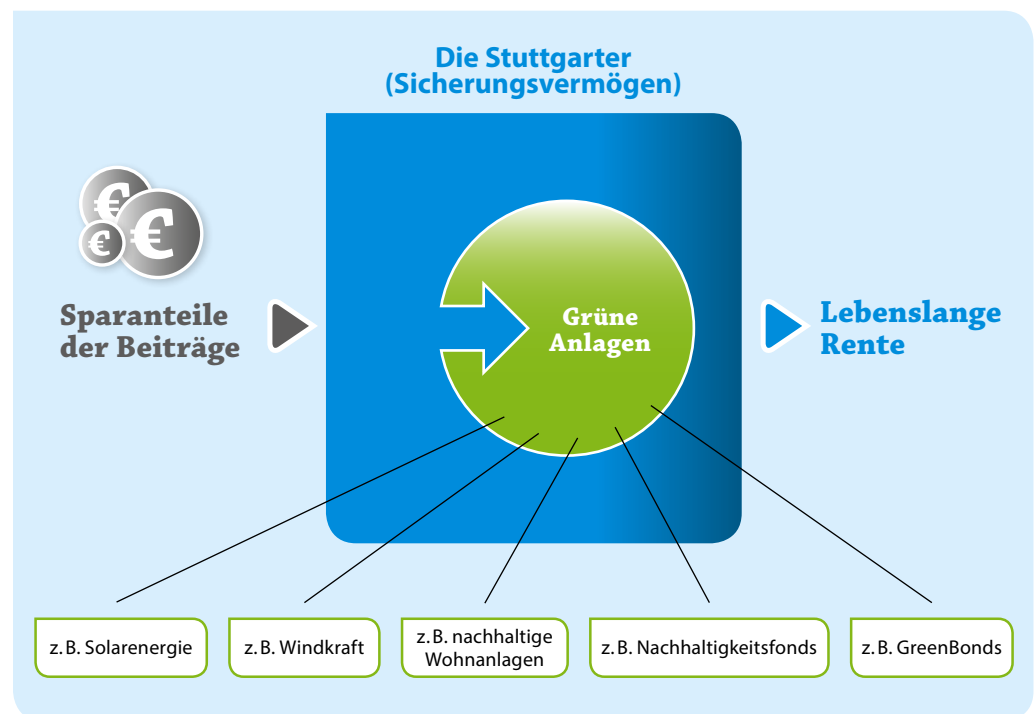 Die Stuttgarter
(Sicherungsvermögen)
€
€
€
Sparanteile
der Beiträge
Grüne
Anlagen
Lebenslange
Rente
z. B. Solarenergie
z. B. Windkraft
z. B. nachhaltige
Wohnanlagen
z. B. Nachhaltigkeitsfonds
z. B. GreenBonds